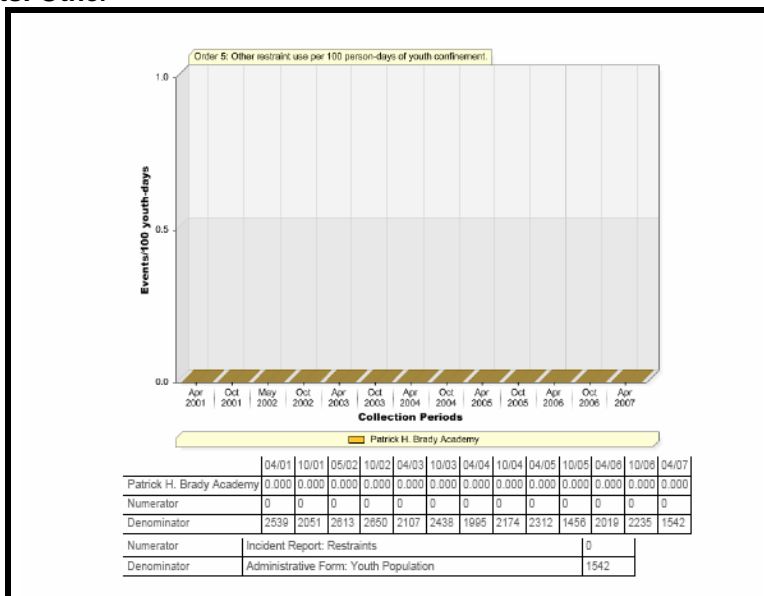 Order 5: Other restraint use per 100 person-days of youth confinement.
1.0
0.5
0.0
Events/100 youth-days
Apr 2001 Oct 2001 May 2002 Oct 2002 Apr 2003 Oct 2003 Apr 2004 Oct 2004 Apr 2005 Oct 2005 Apr 2006 Oct 2006 Apr 2007
Collection Periods
Patrick H. Brady Academy
04/01 10/01 05/02 10/02 04/03 10/03 04/04 10/04 04/05 10/05 04/06 10/06 04/07
Patrick H. Brady Academy 0.000 0.000 0.000 0.000 0.000 0.000 0.000 0.000 0.000 0.000 0.000 0.000 0.000
Numerator 0 0 0 0 0 0 0 0 0 0 0 0 0
Denominator 2539 2051 2613 2650 2107 2438 1995 2174 2312 1456 2019 2235 1542
Numerator Incident Report: Restraints 0
Denominator Administrative Form: Youth Population 1542